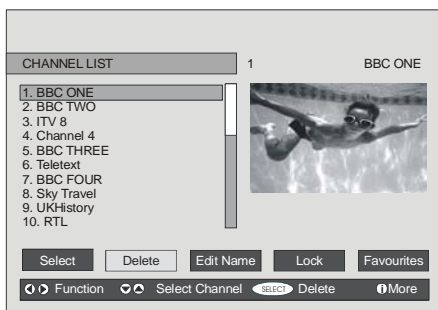 CHANNEL LIST
1 BBC ONE
1. BBC ONE
2. BBC TWO
3. ITV 8
4. Channel 4
5. BBC THREE
6. Teletext
7. BBC FOUR
8. Sky Travel
9. UKHistory
10. RTL
Select Delete Edit Name Lock Favourites
Function Select Channel SELECT Delete i More